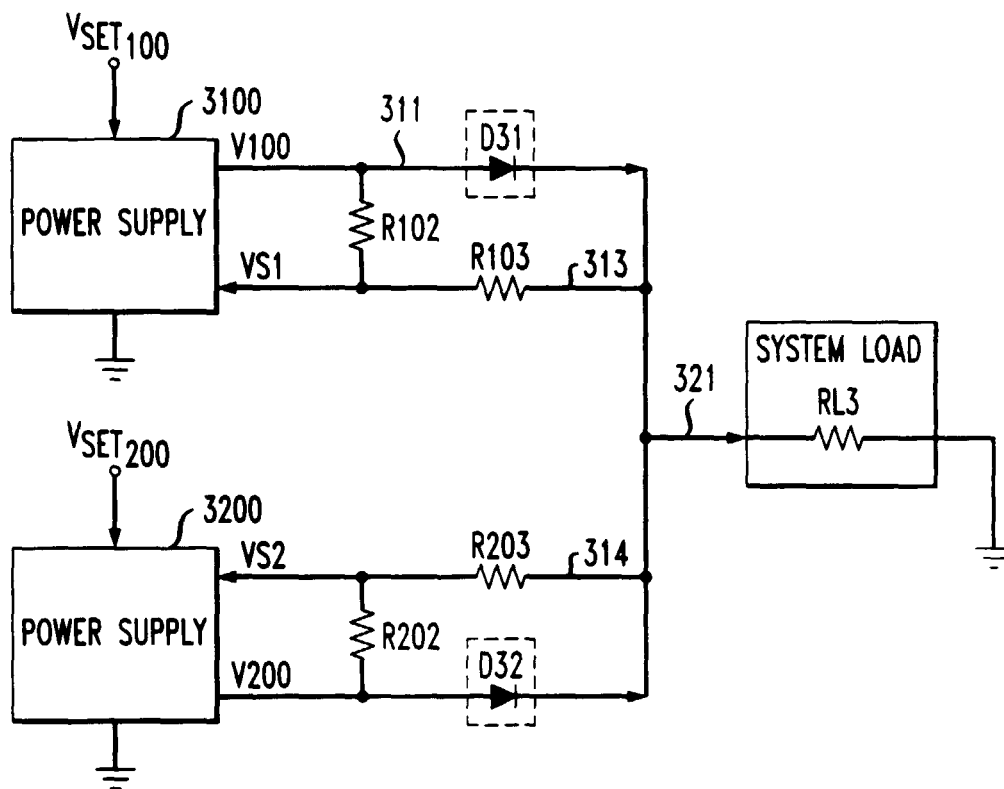 VSET100
3100
V100
311
D31
POWER SUPPLY
R102
VS1
R103
313
SYSTEM LOAD
321
RL3
VSET200
3200
VS2
R203
314
POWER SUPPLY
R202
V200
D32